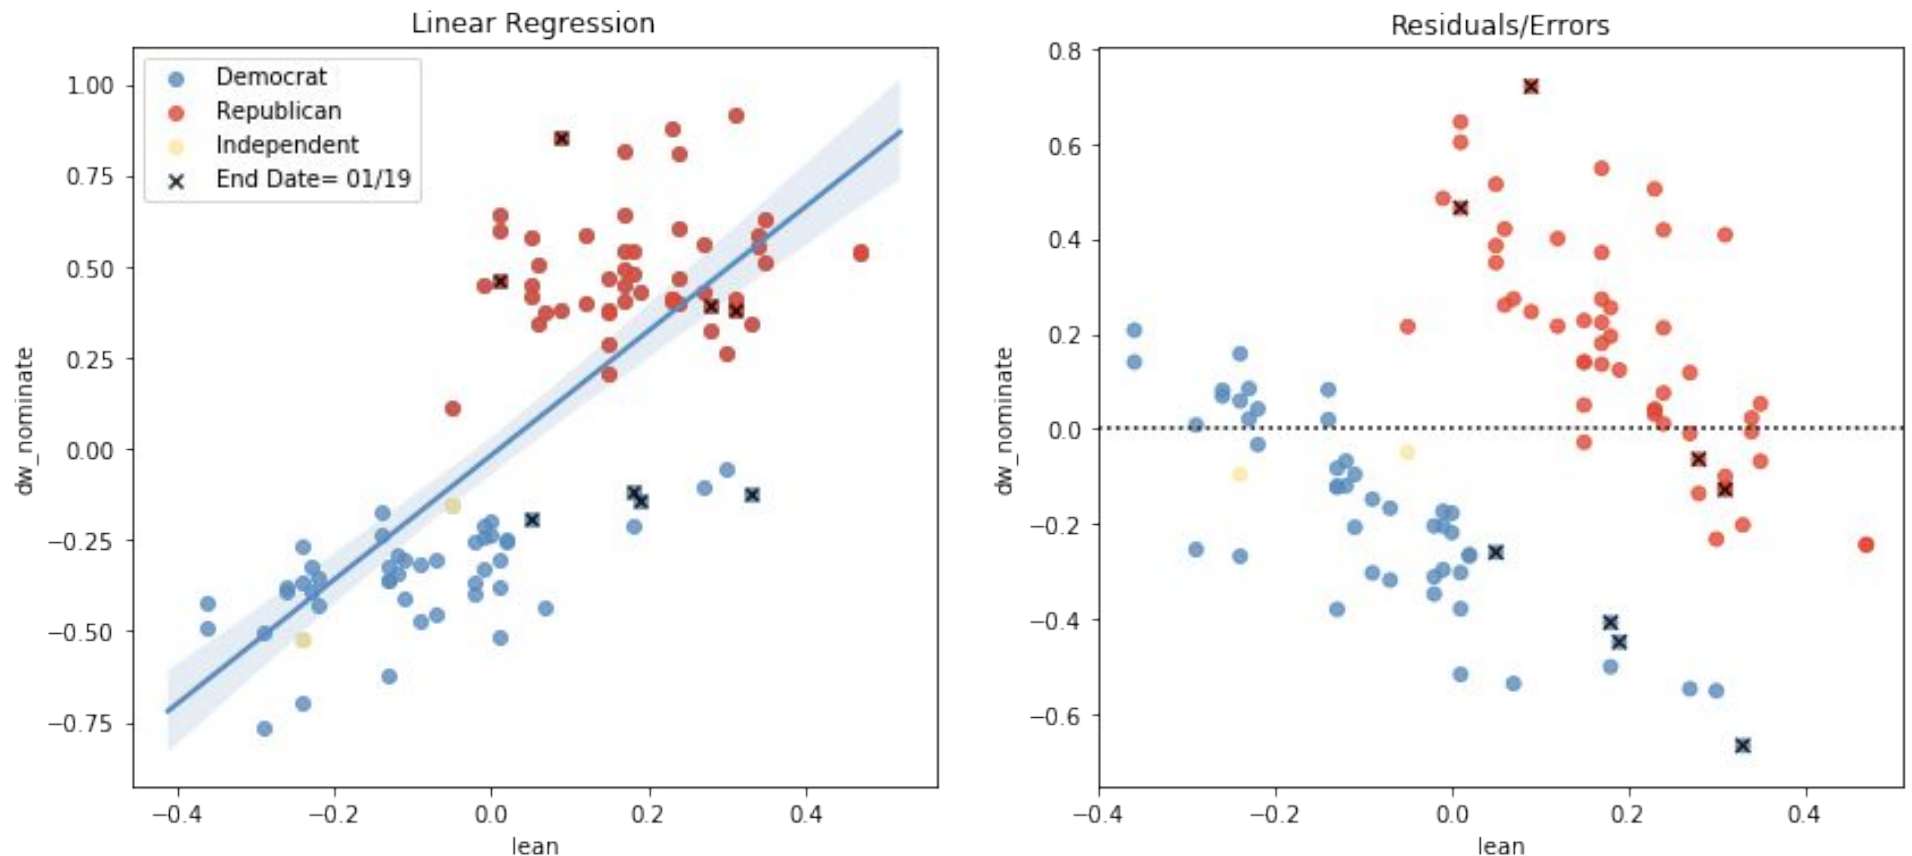 Linear Regression
Democrat
Republican
Independent
End Date= 01/19
1.00
0.75
0.50
0.25
0.00
−0.25
−0.50
−0.75
dw_nominate
−0.4 −0.2 0.0 0.2 0.4
lean
Residuals/Errors
0.8
0.6
0.4
0.2
0.0
−0.2
−0.4
−0.6
dw_nominate
−0.4 −0.2 0.0 0.2 0.4
lean